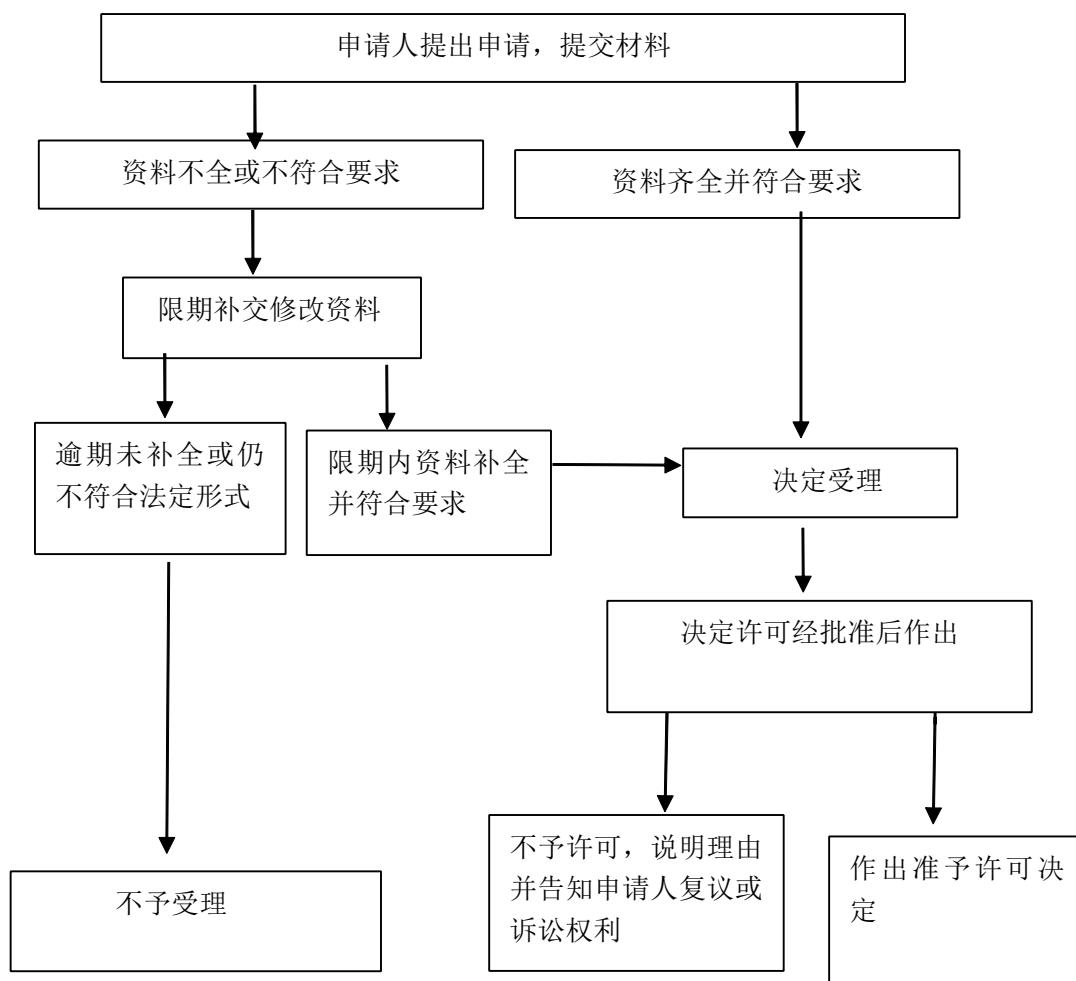 申请人提出申请，提交材料
资料不全或不符合要求
资料齐全并符合要求
限期补交修改资料
逾期未补全或仍
不符合法定形式
限期内资料补全
并符合要求
决定受理
决定许可经批准后作出
不予许可，说明理由
并告知申请人复议或
诉讼权利
作出准予许可决
定
不予受理